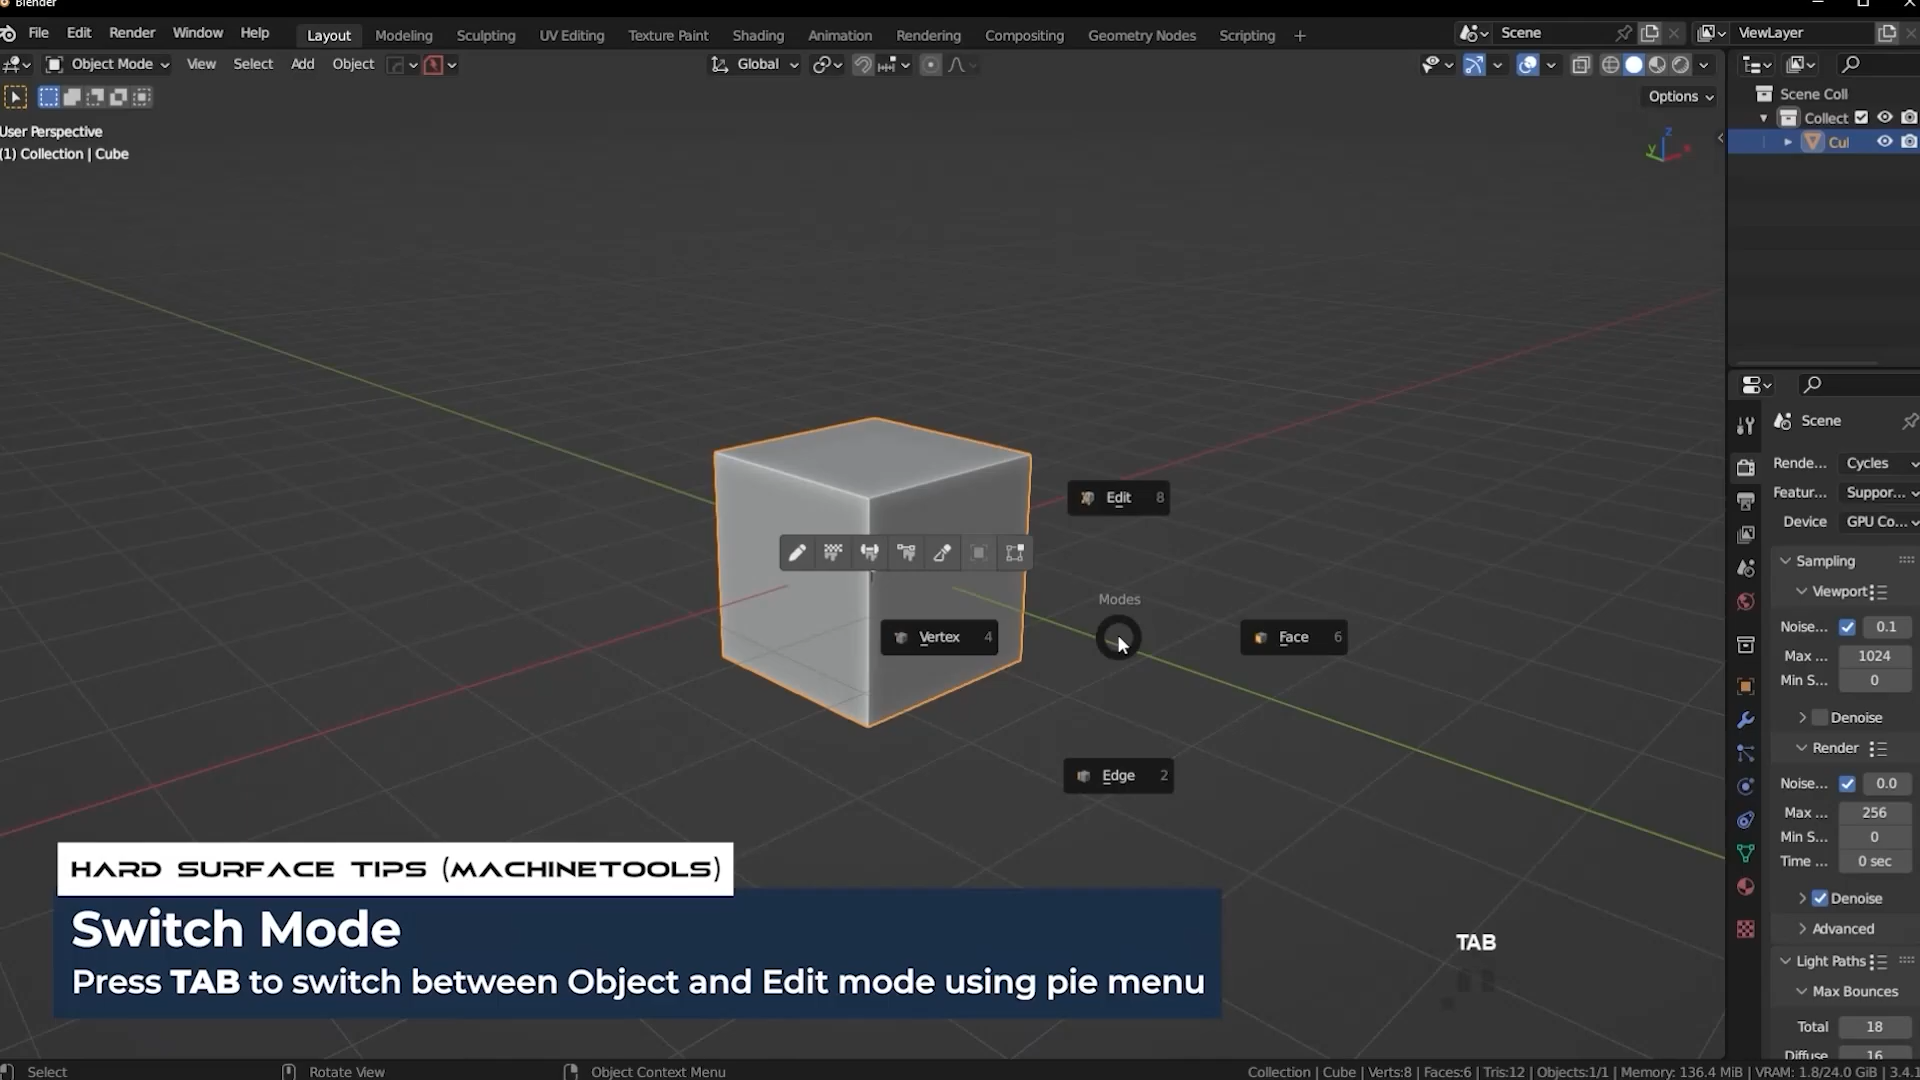 Blender
File Edit Render Window Help
Layout Modeling Sculpting UV Editing Texture Paint Shading Animation Rendering Compositing Geometry Nodes Scripting +
Scene
ViewLayer
Object Mode View Select Add Object
Global
Options
User Perspective
(1) Collection | Cube
Z
Y
Scene Coll
Collect
Cul
Scene
Rende... Cycles
Featur... Suppor...
Device GPU Co...
Sampling
Viewport
Noise... 0.1
Max ... 1024
Min S... 0
Denoise
Render
Noise... 0.0
Max ... 256
Min S... 0
Time ... 0 sec
Denoise
Advanced
Light Paths
Max Bounces
Total 18
Diffuse 16
Edit 8
Modes
Vertex 4
Face 6
Edge 2
HARD SURFACE TIPS (MACHINETOOLS)
Switch Mode
Press TAB to switch between Object and Edit mode using pie menu
TAB
Select
Rotate View
Object Context Menu
Collection | Cube | Verts:8 | Faces:6 | Tris:12 | Objects:1/1 | Memory: 136.4 MiB | VRAM: 1.8/24.0 GiB | 3.4.1